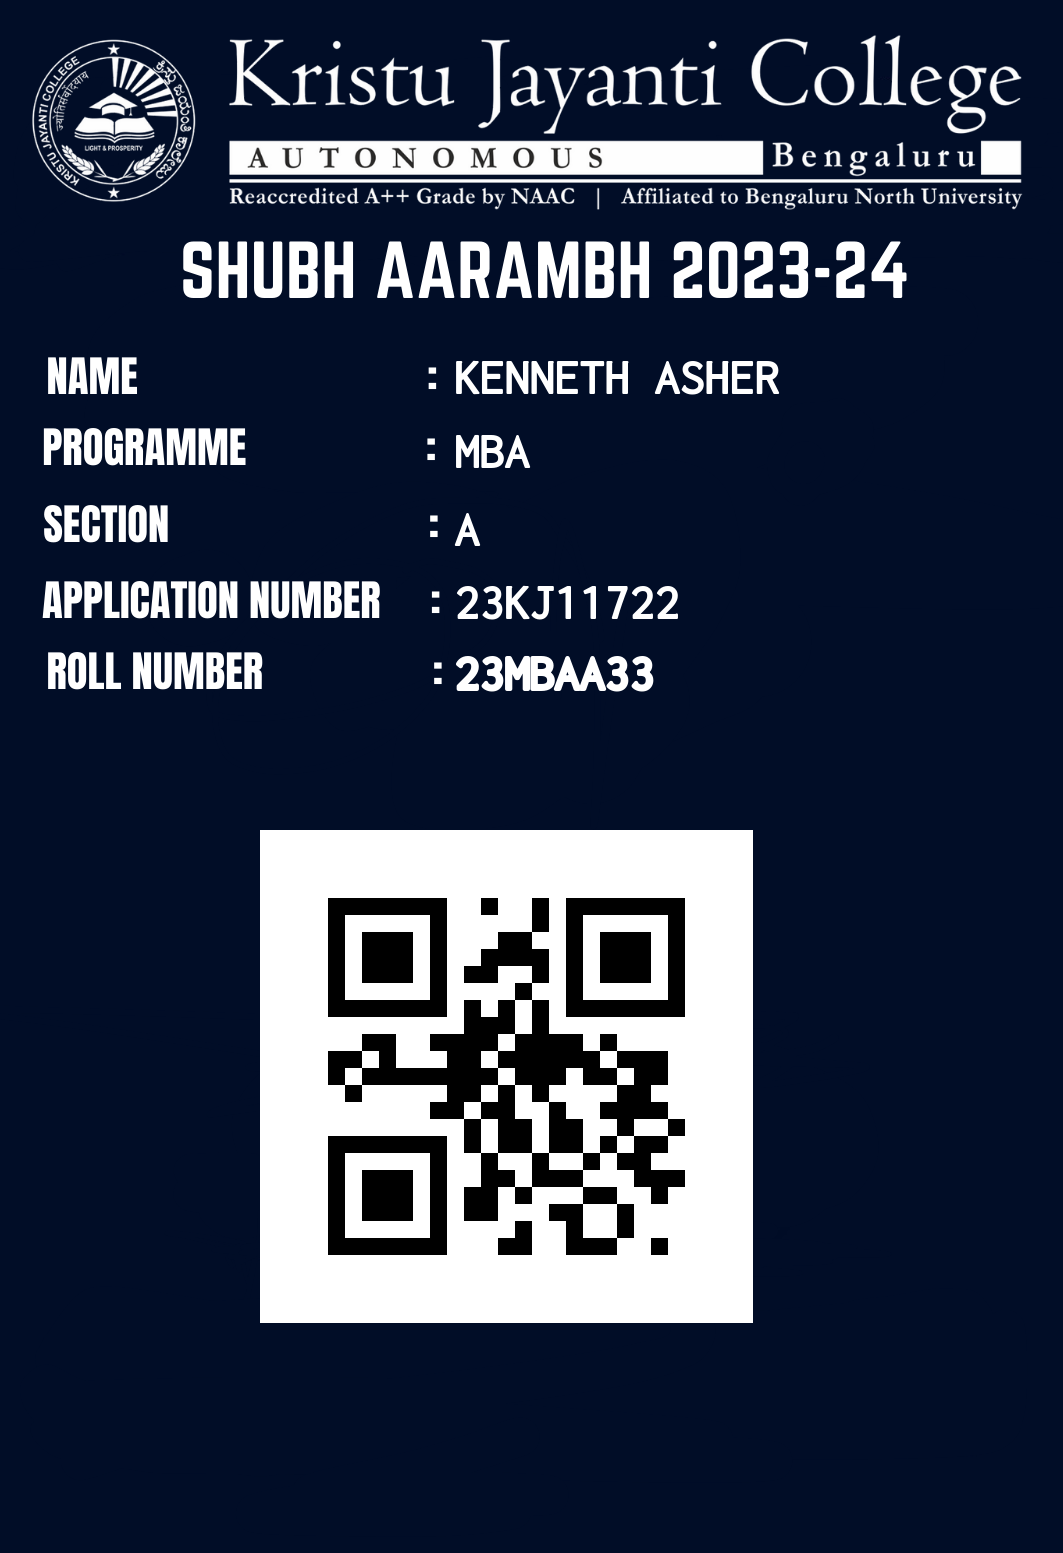 Kristu Jayanti College
AUTONOMOUS Bengaluru
Reaccredited A++ Grade by NAAC | Affiliated to Bengaluru North University
KRISTU JAYANTI COLLEGE
LIGHT & PROSPERITY
SHUBH AARAMBH 2023-24
NAME : KENNETH ASHER
PROGRAMME : MBA
SECTION : A
APPLICATION NUMBER : 23KJ11722
ROLL NUMBER : 23MBAA33